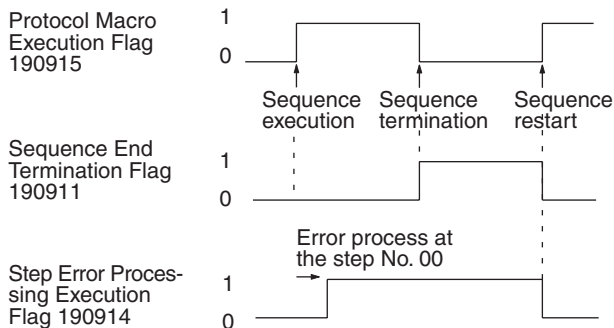 Protocol Macro
Execution Flag
190915
1
0
Sequence
execution
Sequence
termination
Sequence
restart
Sequence End
Termination Flag
190911
1
0
Error process at
the step No. 00
Step Error Proces-
sing Execution
Flag 190914
1
0